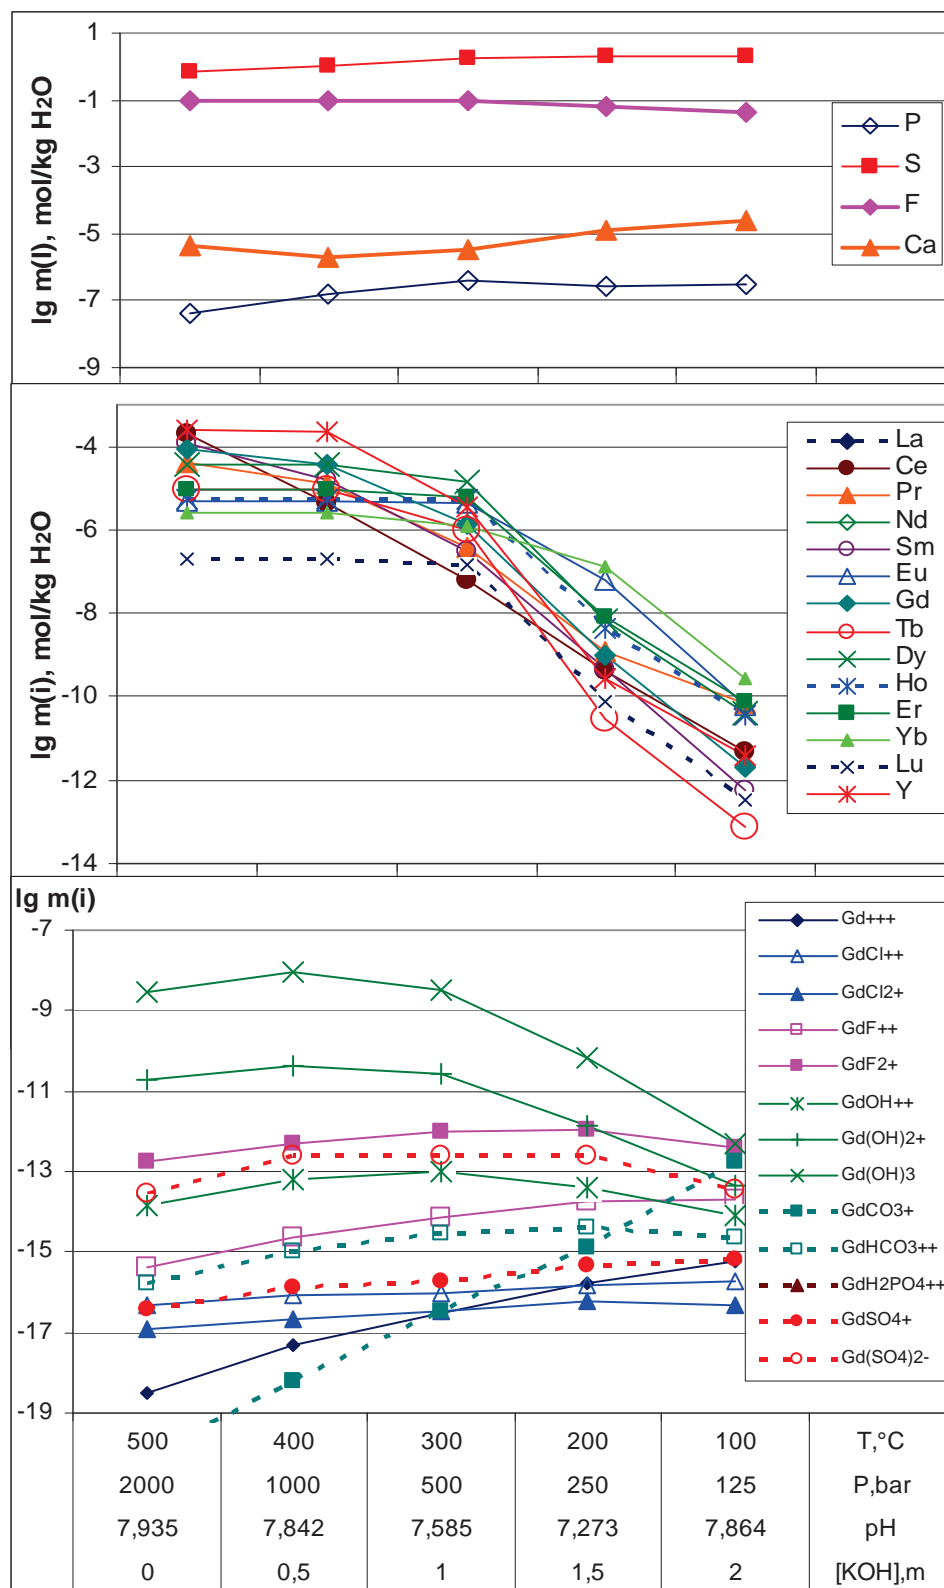 lg m(l), mol/kg H2O
1
-1
-3
-5
-7
-9
P
S
F
Ca
lg m(i), mol/kg H2O
-4
-6
-8
-10
-12
-14
La
Ce
Pr
Nd
Sm
Eu
Gd
Tb
Dy
Ho
Er
Yb
Lu
Y
lg m(i)
-7
-9
-11
-13
-15
-17
-19
Gd+++
GdCl++
GdCl2+
GdF++
GdF2+
GdOH++
Gd(OH)2+
Gd(OH)3
GdCO3+
GdHCO3++
GdH2PO4++
GdSO4+
Gd(SO4)2-
500 400 300 200 100 T,°C
2000 1000 500 250 125 P,bar
7,935 7,842 7,585 7,273 7,864 pH
0 0,5 1 1,5 2 [KOH],m